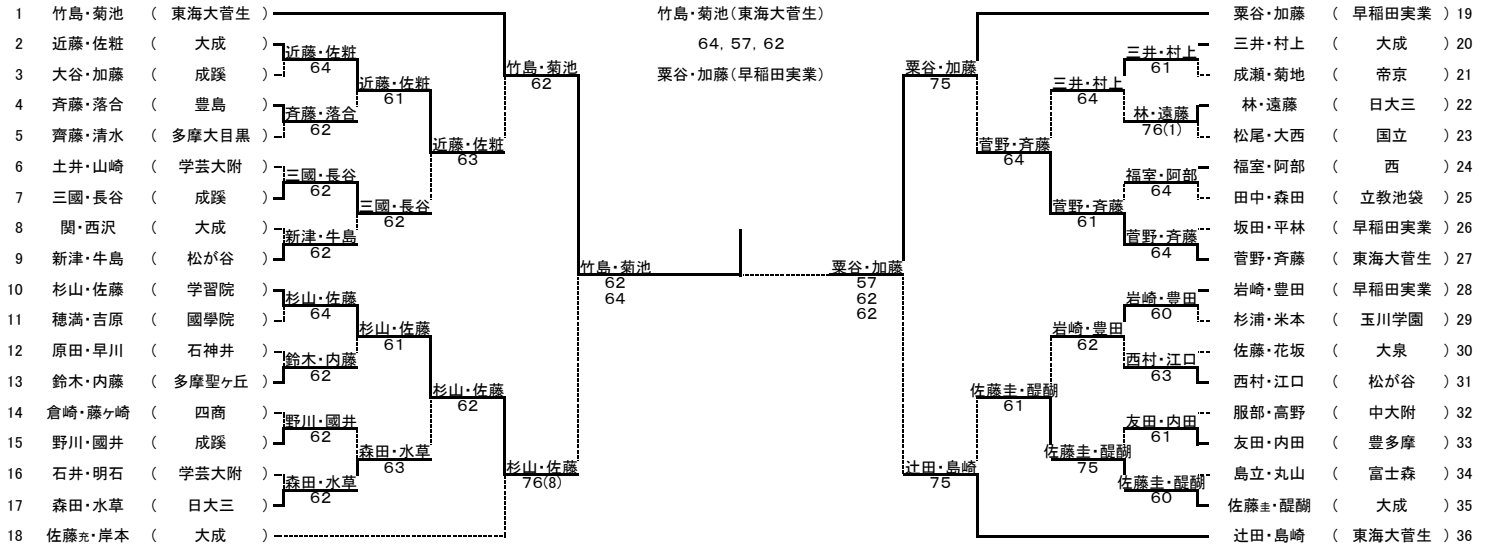 1 竹島・菊池 ( 東海大菅生 )
2 近藤・佐粧 ( 大成 )
3 大谷・加藤 ( 成蹊 )
4 斉藤・落合 ( 豊島 )
5 齊藤・清水 ( 多摩大目黒 )
6 土井・山崎 ( 学芸大附 )
7 三國・長谷 ( 成蹊 )
8 関・西沢 ( 大成 )
9 新津・牛島 ( 松が谷 )
10 杉山・佐藤 ( 学習院 )
11 穂満・吉原 ( 國學院 )
12 原田・早川 ( 石神井 )
13 鈴木・内藤 ( 多摩聖ヶ丘 )
14 倉崎・藤ヶ崎 ( 四商 )
15 野川・國井 ( 成蹊 )
16 石井・明石 ( 学芸大附 )
17 森田・水草 ( 日大三 )
18 佐藤充・岸本 ( 大成 )
近藤・佐粧
64
斉藤・落合
62
三國・長谷
62
新津・牛島
62
杉山・佐藤
64
鈴木・内藤
62
野川・國井
62
森田・水草
62
近藤・佐粧
61
三國・長谷
62
杉山・佐藤
61
森田・水草
63
近藤・佐粧
63
杉山・佐藤
62
竹島・菊池
62
杉山・佐藤
76(8)
竹島・菊池
62
64
竹島・菊池(東海大菅生)
64, 57, 62
粟谷・加藤(早稲田実業)
粟谷・加藤
57
62
62
粟谷・加藤
75
辻田・島崎
75
菅野・斉藤
64
佐藤圭・醍醐
61
三井・村上
64
菅野・斉藤
61
岩崎・豊田
62
佐藤圭・醍醐
75
三井・村上
61
林・遠藤
76(1)
福室・阿部
64
菅野・斉藤
64
岩崎・豊田
60
西村・江口
63
友田・内田
61
佐藤圭・醍醐
60
粟谷・加藤 ( 早稲田実業 ) 19
三井・村上 ( 大成 ) 20
成瀬・菊地 ( 帝京 ) 21
林・遠藤 ( 日大三 ) 22
松尾・大西 ( 国立 ) 23
福室・阿部 ( 西 ) 24
田中・森田 ( 立教池袋 ) 25
坂田・平林 ( 早稲田実業 ) 26
菅野・斉藤 ( 東海大菅生 ) 27
岩崎・豊田 ( 早稲田実業 ) 28
杉浦・米本 ( 玉川学園 ) 29
佐藤・花坂 ( 大泉 ) 30
西村・江口 ( 松が谷 ) 31
服部・高野 ( 中大附 ) 32
友田・内田 ( 豊多摩 ) 33
島立・丸山 ( 富士森 ) 34
佐藤圭・醍醐 ( 大成 ) 35
辻田・島崎 ( 東海大菅生 ) 36